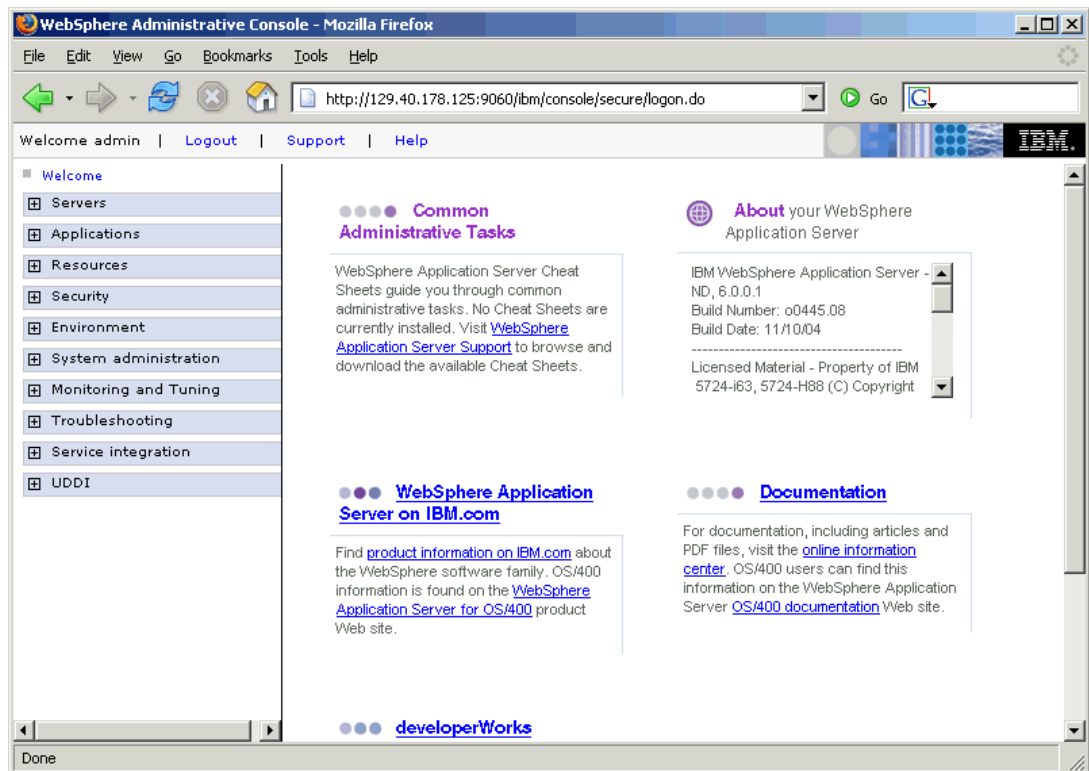 WebSphere Administrative Console - Mozilla Firefox
File Edit View Go Bookmarks Tools Help
http://129.40.178.125:9060/ibm/console/secure/logon.do Go G
Welcome admin | Logout | Support | Help IBM.
Welcome
Servers
Applications
Resources
Security
Environment
System administration
Monitoring and Tuning
Troubleshooting
Service integration
UDDI
Common
Administrative Tasks
WebSphere Application Server Cheat
Sheets guide you through common
administrative tasks. No Cheat Sheets are
currently installed. Visit WebSphere
Application Server Support to browse and
download the available Cheat Sheets.
About your WebSphere
Application Server
IBM WebSphere Application Server -
ND, 6.0.0.1
Build Number: o0445.08
Build Date: 11/10/04
----------------------------------------
Licensed Material - Property of IBM
5724-i63, 5724-H88 (C) Copyright
WebSphere Application
Server on IBM.com
Find product information on IBM.com about
the WebSphere software family. OS/400
information is found on the WebSphere
Application Server for OS/400 product
Web site.
Documentation
For documentation, including articles and
PDF files, visit the online information
center. OS/400 users can find this
information on the WebSphere Application
Server OS/400 documentation Web site.
developerWorks
Done